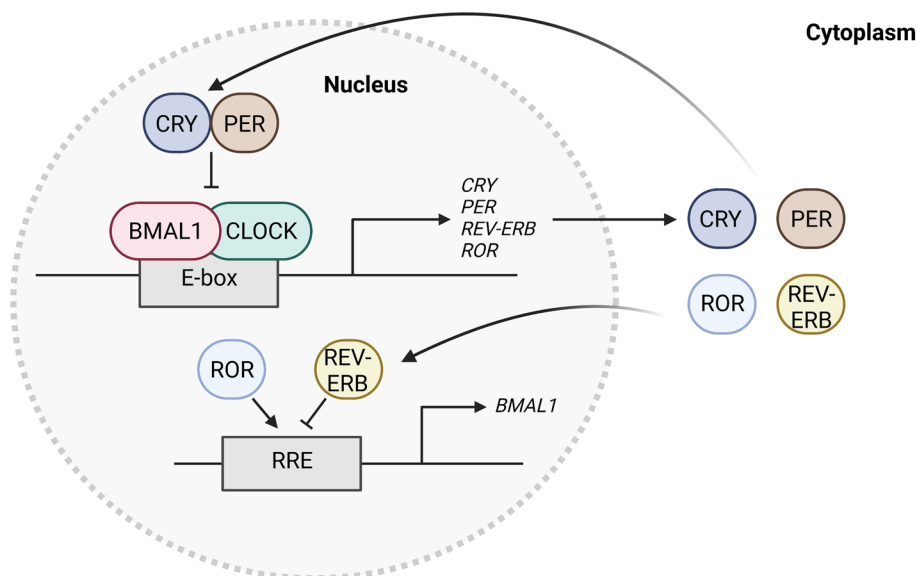 Cytoplasm
Nucleus
CRY
PER
CRY
PER
REV-ERB
ROR
BMAL1
CLOCK
E-box
CRY
PER
ROR
REV-
ERB
ROR
REV-
ERB
BMAL1
RRE